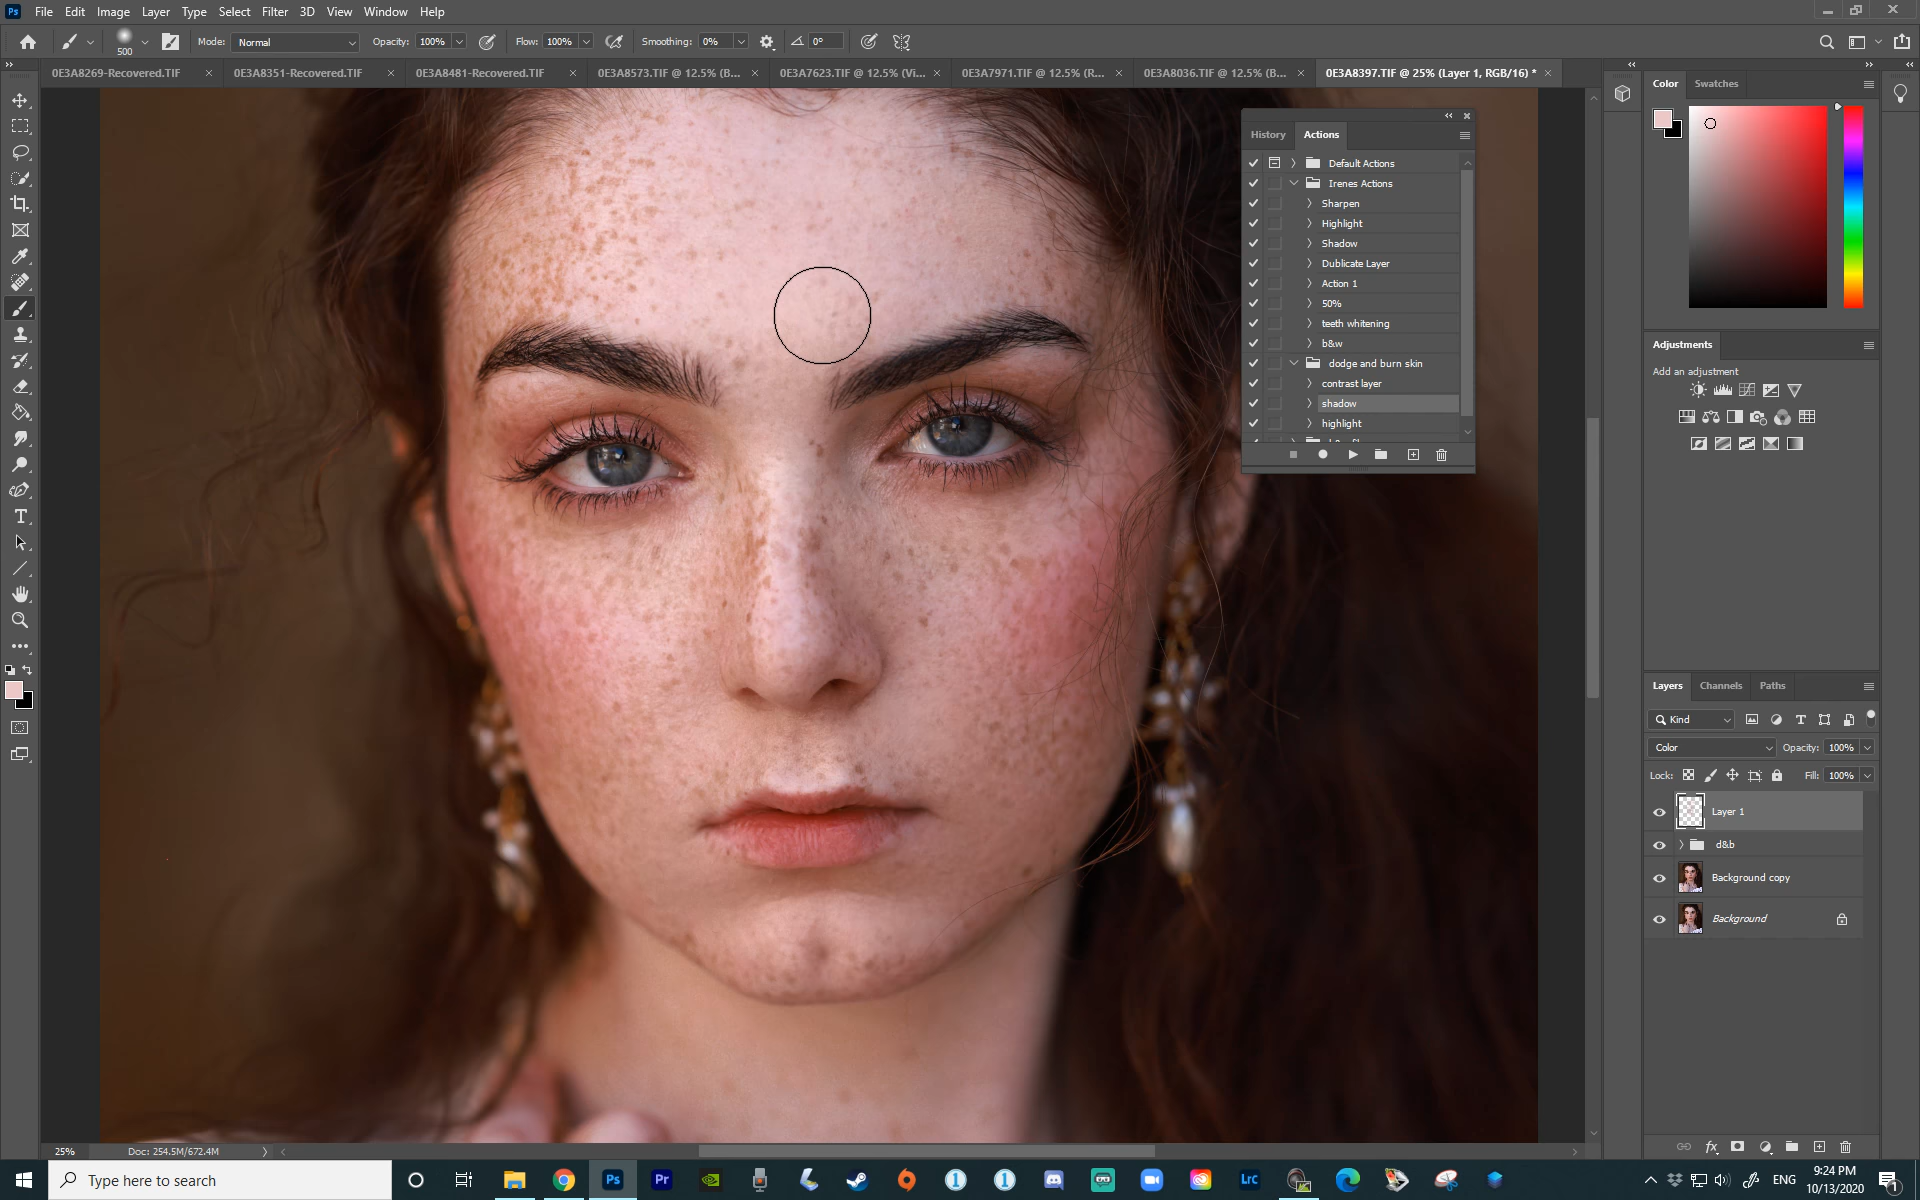 Ps File Edit Image Layer Type Select Filter 3D View Window Help
500 Mode: Normal Opacity: 100% Flow: 100% Smoothing: 0% 0°
0E3A8269-Recovered.TIF × 0E3A8351-Recovered.TIF × 0E3A8481-Recovered.TIF × 0E3A8573.TIF @ 12.5% (B... × 0E3A7623.TIF @ 12.5% (Vi... × 0E3A7971.TIF @ 12.5% (R... × 0E3A8036.TIF @ 12.5% (B... × 0E3A8397.TIF @ 25% (Layer 1, RGB/16) * ×
History Actions
Default Actions
Irenes Actions
Sharpen
Highlight
Shadow
Dublicate Layer
Action 1
50%
teeth whitening
b&w
dodge and burn skin
contrast layer
shadow
highlight
Color Swatches
Adjustments
Add an adjustment
Layers Channels Paths
Kind
Color Opacity: 100%
Lock: Fill: 100%
Layer 1
d&b
Background copy
Background
25% Doc: 254.5M/672.4M
Type here to search
Ps Pr Lrc
ENG
9:24 PM
10/13/2020
1